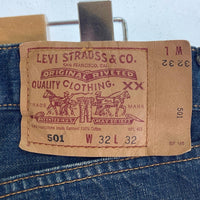 LEVI STRAUSS & CO.
SAN FRANCISCO, CAL.
ORIGINAL RIVETED
QUALITY CLOTHING.
XX
TRADE MARK
501 W 32 L 32
W L
32 32
501